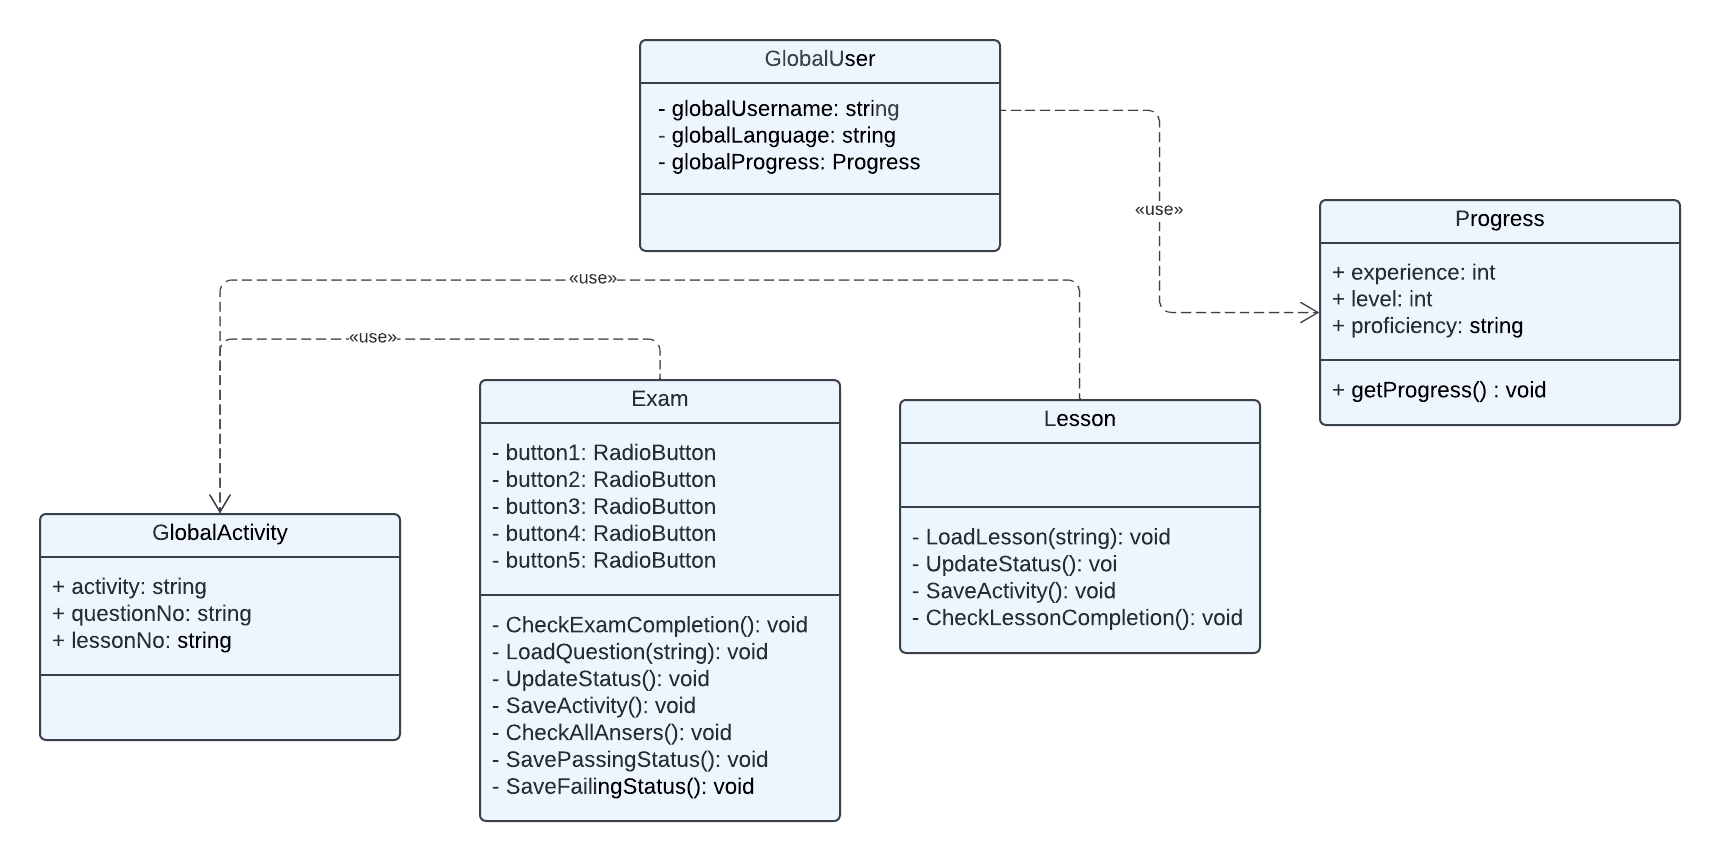 GlobalUser
- globalUsername: string
- globalLanguage: string
- globalProgress: Progress
«use»
Progress
+ experience: int
+ level: int
+ proficiency: string
+ getProgress() : void
«use»
«use»
Exam
- button1: RadioButton
- button2: RadioButton
- button3: RadioButton
- button4: RadioButton
- button5: RadioButton
- CheckExamCompletion(): void
- LoadQuestion(string): void
- UpdateStatus(): void
- SaveActivity(): void
- CheckAllAnsers(): void
- SavePassingStatus(): void
- SaveFailingStatus(): void
Lesson
- LoadLesson(string): void
- UpdateStatus(): voi
- SaveActivity(): void
- CheckLessonCompletion(): void
GlobalActivity
+ activity: string
+ questionNo: string
+ lessonNo: string